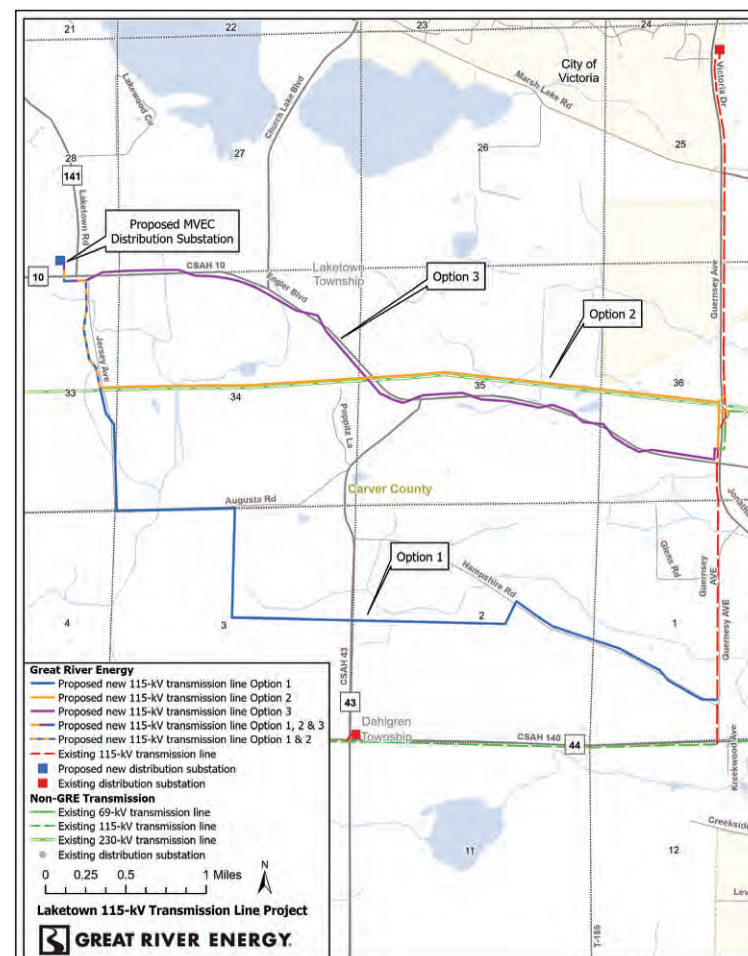 21
22
23
24
City of
Victoria
Victoria Dr
Lakewood Cir
Church Lake Blvd
Marsh Lake Rd
25
26
27
28
141
Laketown Rd
Proposed MVEC
Distribution Substation
10
CSAH 10
Laketown
Township
Engler Blvd
Option 3
Option 2
Guernsey Ave
Jersey Ave
33
34
35
36
Poppitz La
Carver County
Augusta Rd
Option 1
Hampshire Rd
Glens Rd
Guernsey
AVE
Guernesy AVE
4
3
2
1
CSAH 43
43
Dahlgren
Township
CSAH 140
44
Kreekwood Ave
Creekside
11
12
T-155
Lev
Great River Energy
Proposed new 115-kV transmission line Option 1
Proposed new 115-kV transmission line Option 2
Proposed new 115-kV transmission line Option 3
Proposed new 115-kV transmission line Option 1, 2 & 3
Proposed new 115-kV transmission line Option 1 & 2
Existing 115-kV transmission line
Proposed new distribution substation
Existing distribution substation
Non-GRE Transmission
Existing 69-kV transmission line
Existing 115-kV transmission line
Existing 230-kV transmission line
Existing distribution substation
0 0.25 0.5 1 Miles
N
Laketown 115-kV Transmission Line Project
GREAT RIVER ENERGY.